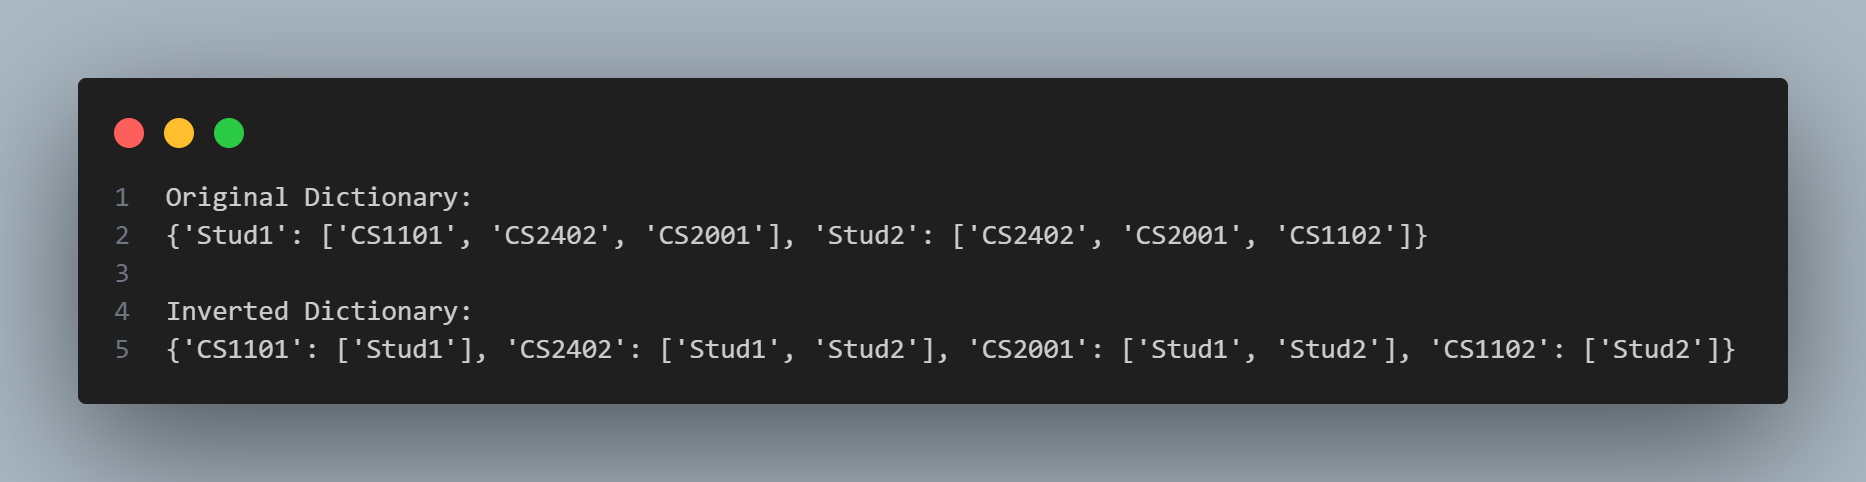 1 Original Dictionary:
2 {'Stud1': ['CS1101', 'CS2402', 'CS2001'], 'Stud2': ['CS2402', 'CS2001', 'CS1102']}
3
4 Inverted Dictionary:
5 {'CS1101': ['Stud1'], 'CS2402': ['Stud1', 'Stud2'], 'CS2001': ['Stud1', 'Stud2'], 'CS1102': ['Stud2']}